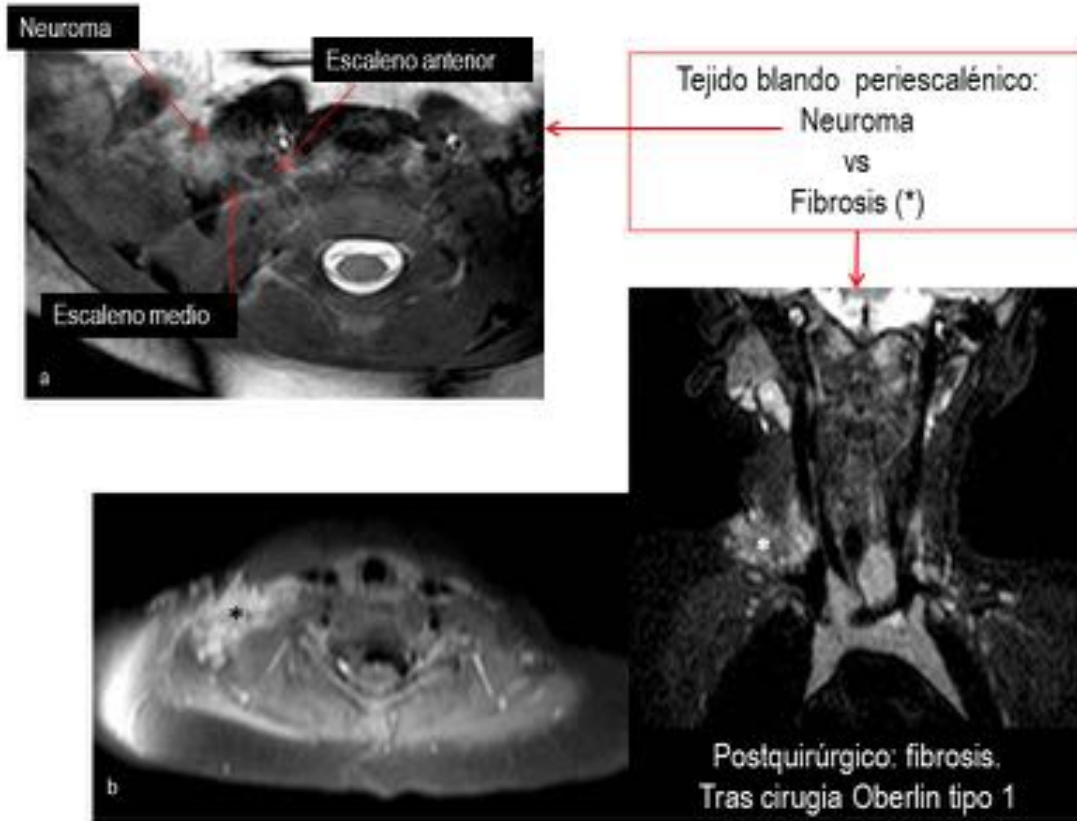 Neuroma
Escaleno anterior
Escaleno medio
a
Tejido blando periescalénico:
Neuroma
vs
Fibrosis (*)
*
*
b
Postquirúrgico: fibrosis.
Tras cirugia Oberlin tipo 1